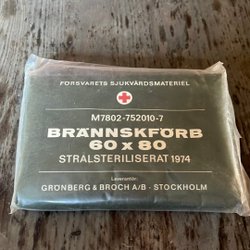 FÖRSVARETS SJUKVÅRDSMATERIEL
M7802-752010-7
BRÄNNSKFÖRB
60 x 80
STRALSTERILISERAT 1974
Leverantör:
GRÖNBERG & BROCH A/B · STOCKHOLM